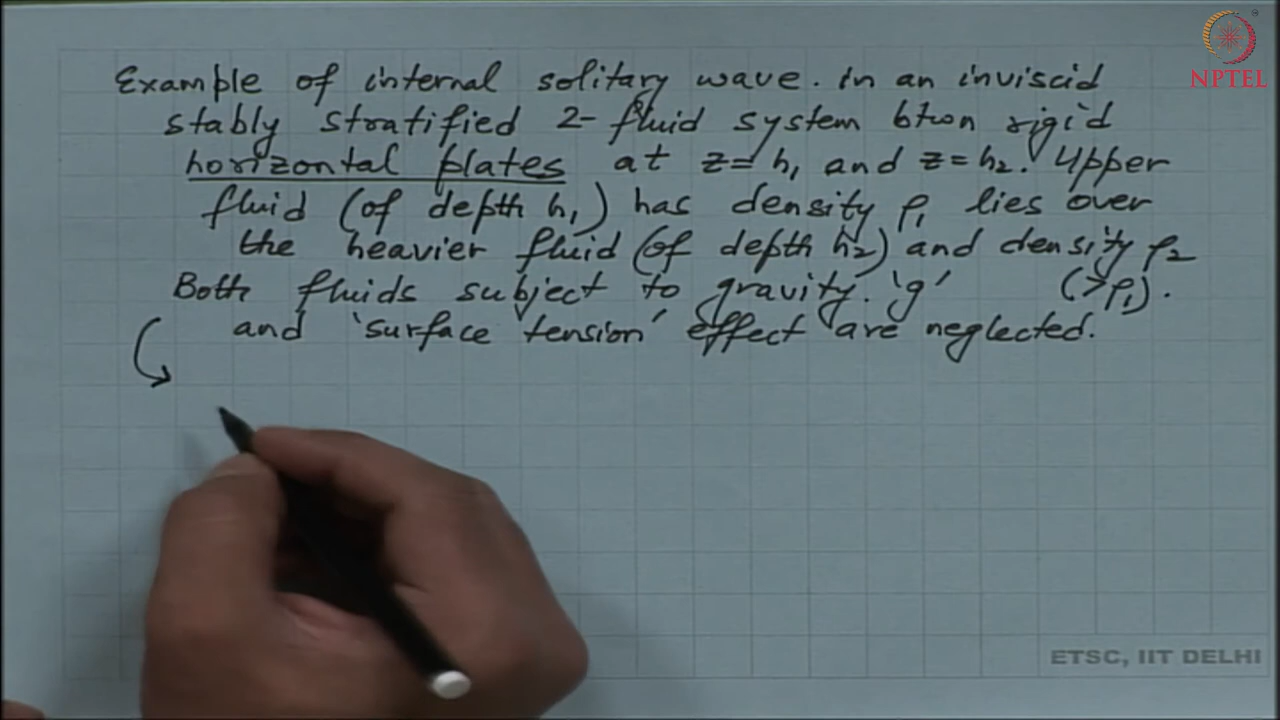 Example of internal solitary wave. In an inviscid
stably stratified 2-fluid system btwn rigid
horizontal plates at z=h₁ and z=h₂. Upper
fluid (of depth h₁) has density ρ₁ lies over
the heavier fluid (of depth h₂) and density ρ₂
Both fluids subject to gravity. 'g' (>ρ₁).
and 'surface tension' effect are neglected.
NPTEL
ETSC, IIT DELHI